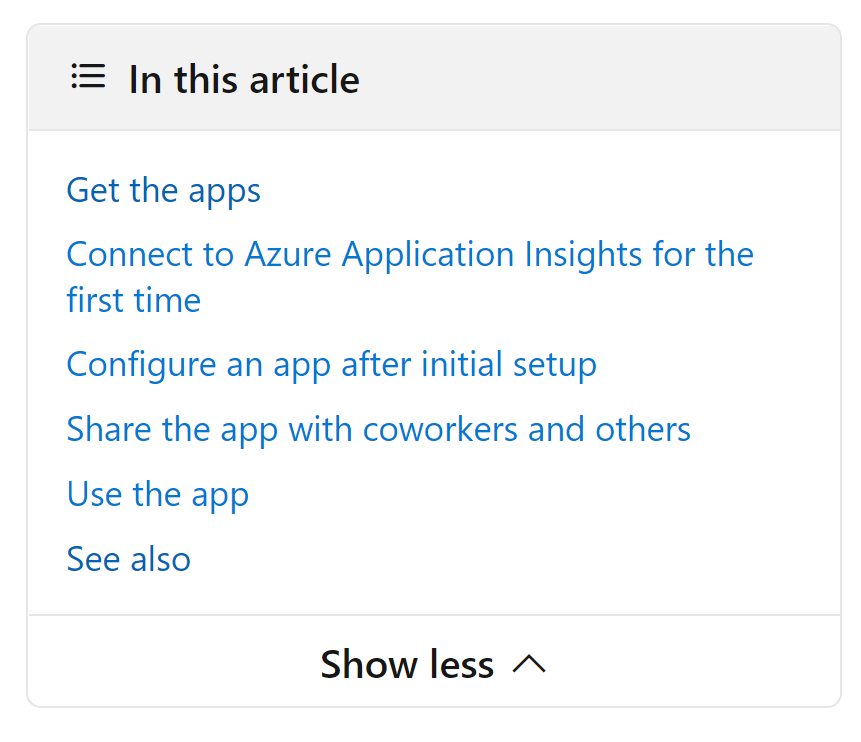 In this article
Get the apps
Connect to Azure Application Insights for the
first time
Configure an app after initial setup
Share the app with coworkers and others
Use the app
See also
Show less